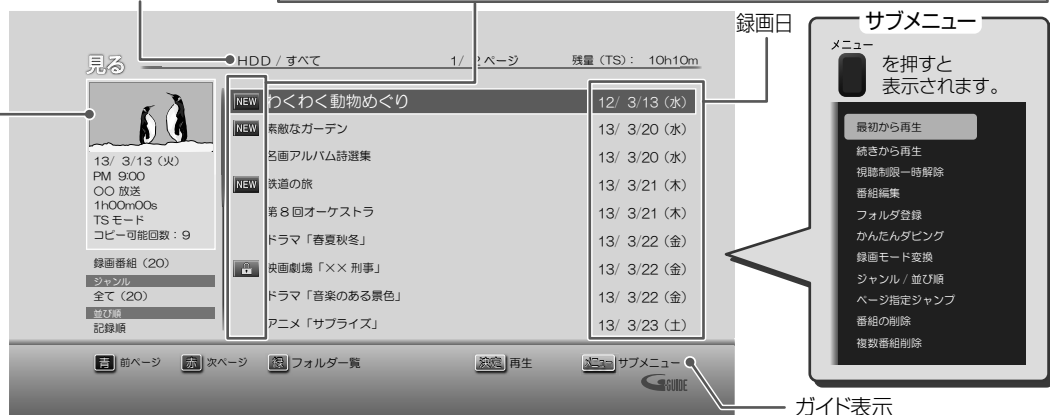 録画日
サブメニュー
メニュー
を押すと
表示されます。
見る
HDD / すべて 1/ 2 ページ 残量（TS）： 10h10m
NEW わくわく動物めぐり 12/ 3/13（水）
NEW 素敵なガーデン 13/ 3/20（水）
名画アルバム詩選集 13/ 3/20（水）
NEW 鉄道の旅 13/ 3/21（木）
第8回オーケストラ 13/ 3/21（木）
ドラマ「春夏秋冬」 13/ 3/22（金）
映画劇場「×× 刑事」 13/ 3/22（金）
ドラマ「音楽のある景色」 13/ 3/22（金）
アニメ「サプライズ」 13/ 3/23（土）
13/ 3/13（火）
PM 9:00
〇〇 放送
1h00m00s
TS モード
コピー可能回数：9
録画番組（20）
ジャンル
全て（20）
並び順
記録順
青 前ページ 赤 次ページ 緑 フォルダ一覧 決定 再生 メニュー サブメニュー
G-GUIDE
最初から再生
続きから再生
視聴制限一時解除
番組編集
フォルダ登録
かんたんダビング
録画モード変換
ジャンル / 並び順
ページ指定ジャンプ
番組の削除
複数番組削除
ガイド表示